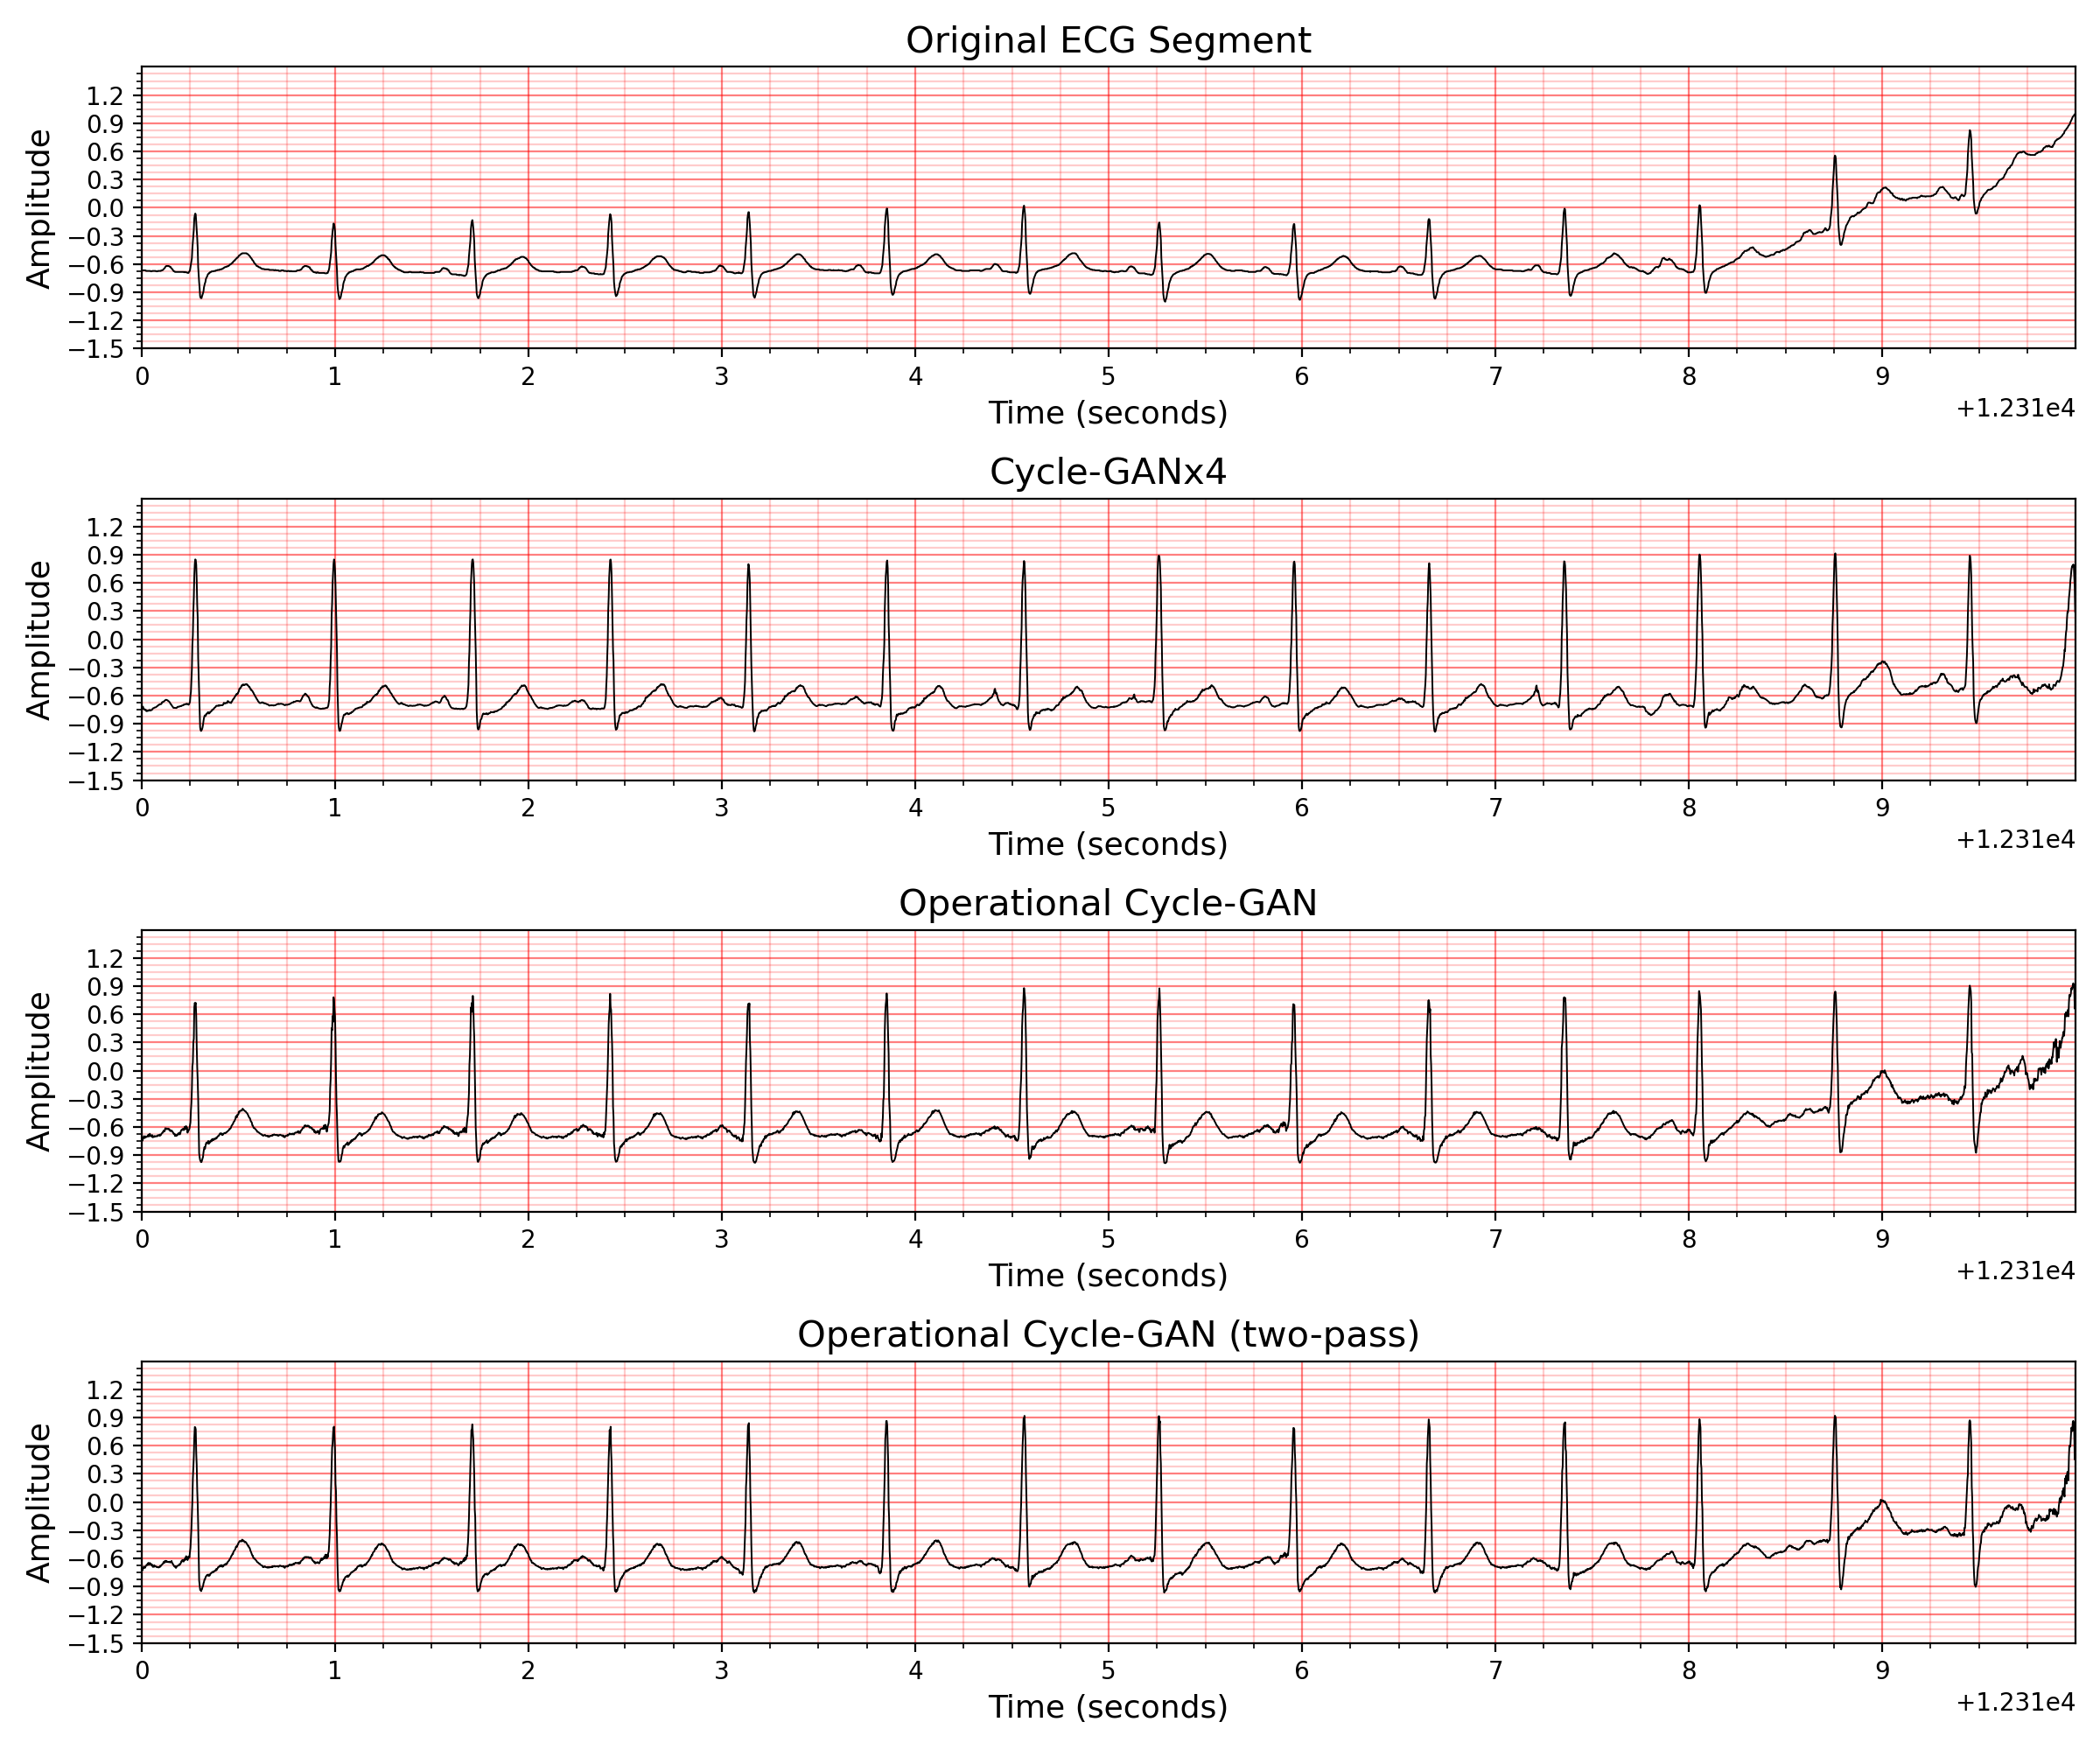 Original ECG Segment
Amplitude
1.2
0.9
0.6
0.3
0.0
−0.3
−0.6
−0.9
−1.2
−1.5
0 1 2 3 4 5 6 7 8 9
Time (seconds)
+1.231e4
Cycle-GANx4
Amplitude
1.2
0.9
0.6
0.3
0.0
−0.3
−0.6
−0.9
−1.2
−1.5
0 1 2 3 4 5 6 7 8 9
Time (seconds)
+1.231e4
Operational Cycle-GAN
Amplitude
1.2
0.9
0.6
0.3
0.0
−0.3
−0.6
−0.9
−1.2
−1.5
0 1 2 3 4 5 6 7 8 9
Time (seconds)
+1.231e4
Operational Cycle-GAN (two-pass)
Amplitude
1.2
0.9
0.6
0.3
0.0
−0.3
−0.6
−0.9
−1.2
−1.5
0 1 2 3 4 5 6 7 8 9
Time (seconds)
+1.231e4